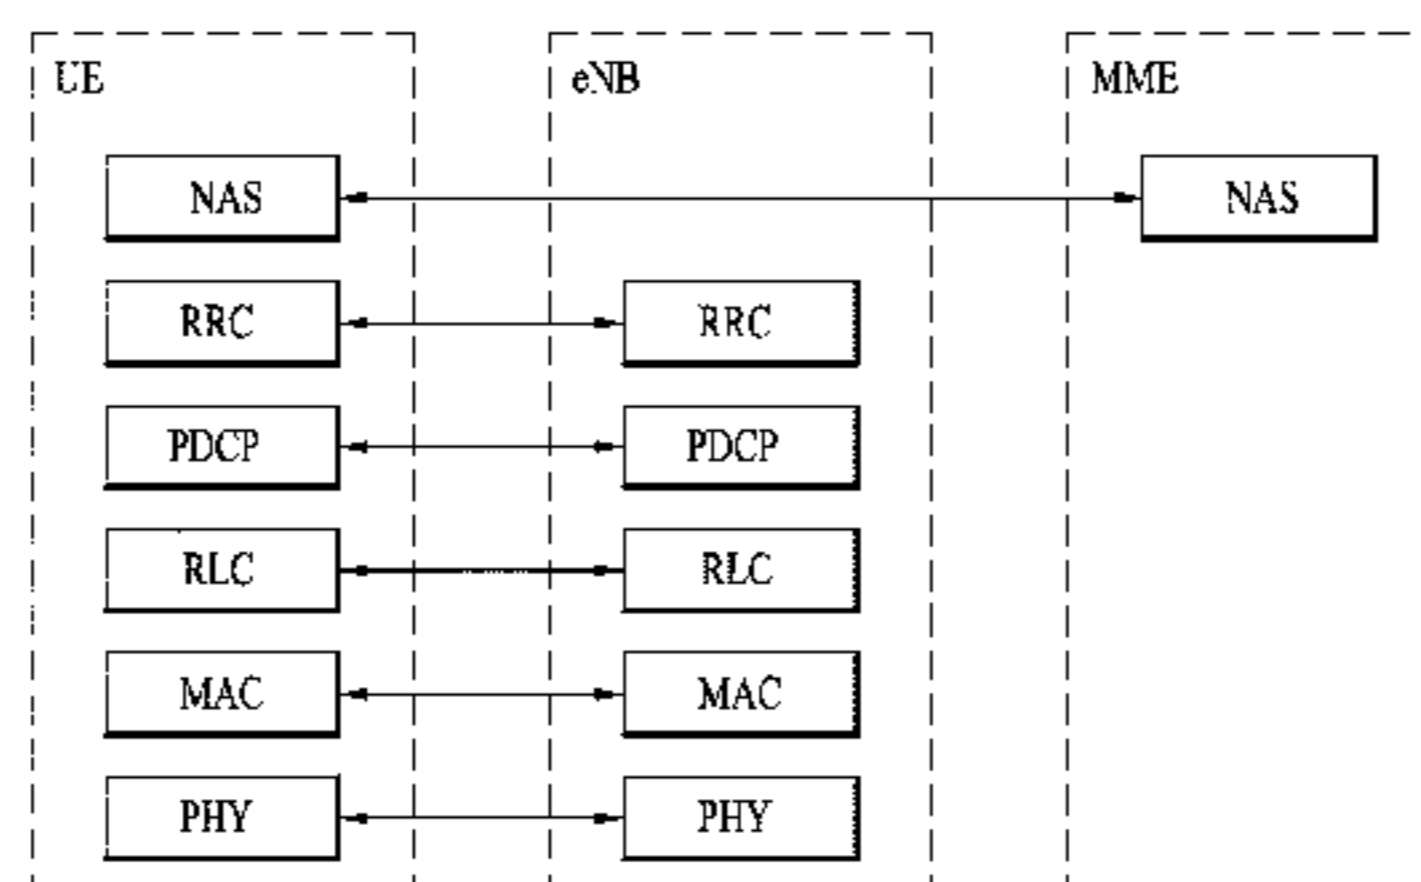 UE eNB MME
NAS NAS
RRC RRC
PDCP PDCP
RLC RLC
MAC MAC
PHY PHY